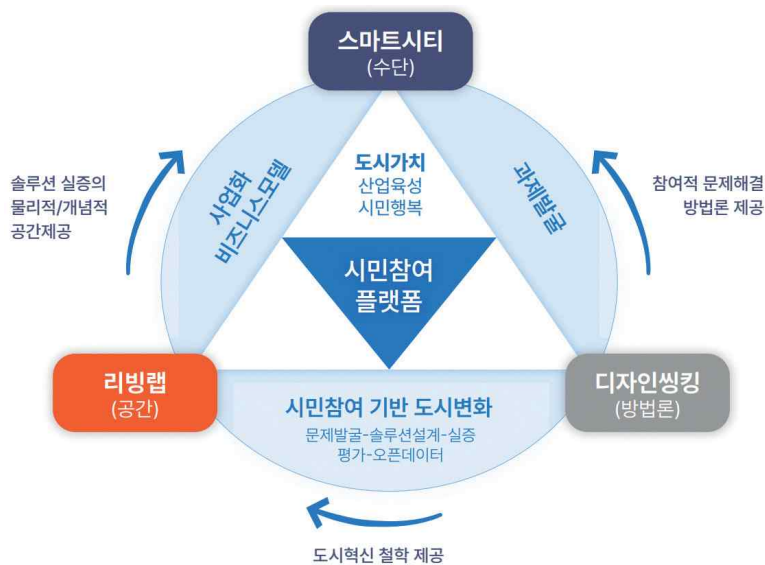 스마트시티
(수단)
도시가치
산업육성
시민행복
사업화
비즈니스모델
과제발굴
솔루션 실증의
물리적/개념적
공간제공
참여적 문제해결
방법론 제공
시민참여
플랫폼
리빙랩
(공간)
디자인씽킹
(방법론)
시민참여 기반 도시변화
문제발굴-솔루션설계-실증
평가-오픈데이터
도시혁신 철학 제공